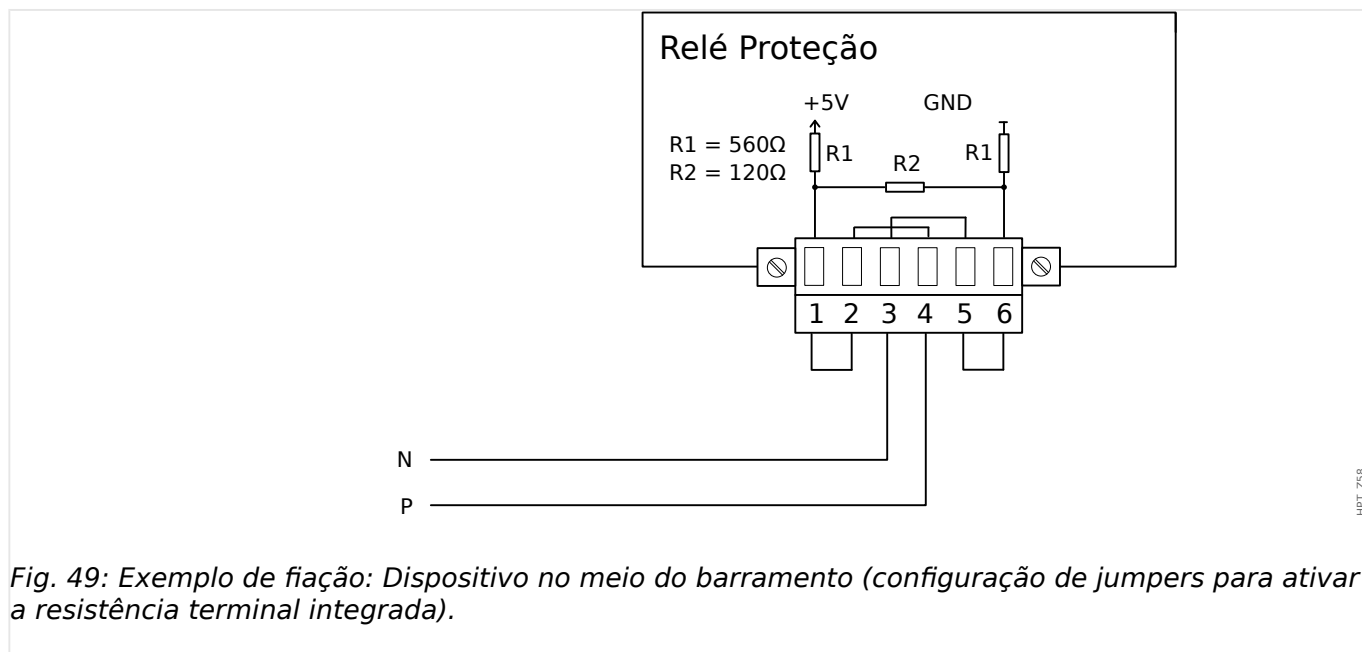 Relé Proteção
+5V GND
R1 = 560Ω
R2 = 120Ω
R1 R2 R1
1 2 3 4 5 6
N
P
HPT_Z58
Fig. 49: Exemplo de fiação: Dispositivo no meio do barramento (configuração de jumpers para ativar
a resistência terminal integrada).